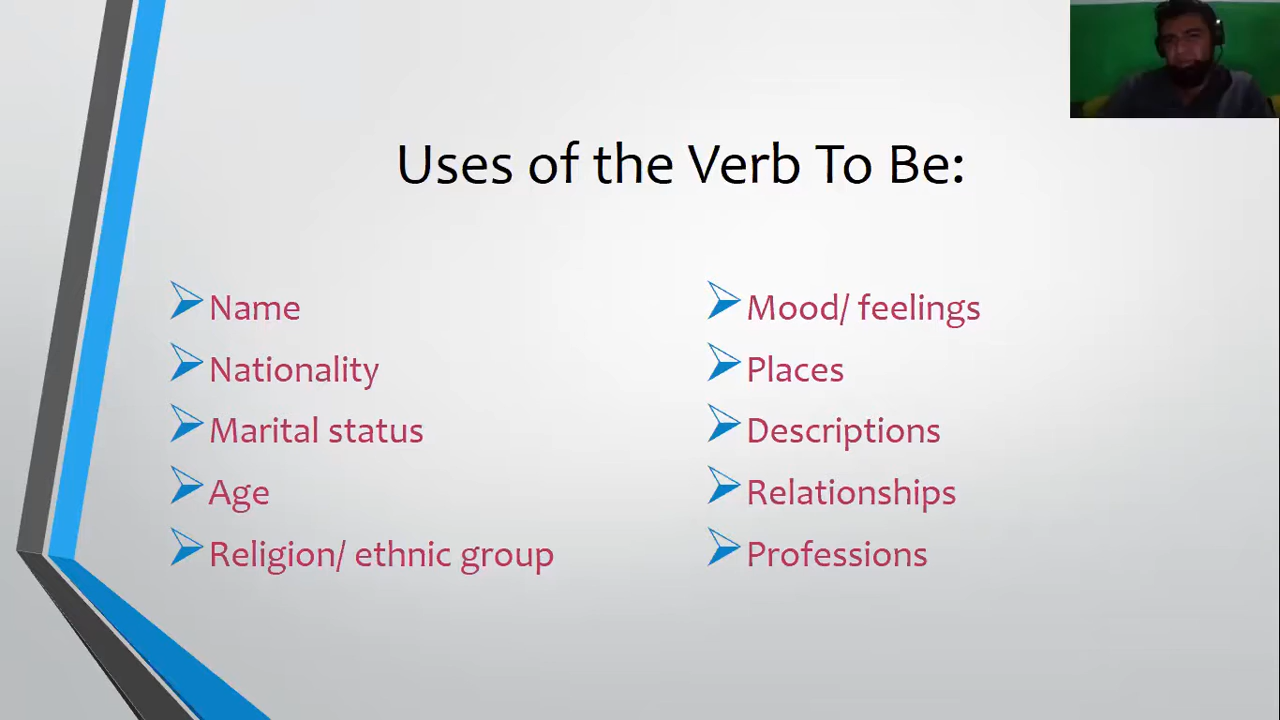 Uses of the Verb To Be:
Name
Nationality
Marital status
Age
Religion/ ethnic group
Mood/ feelings
Places
Descriptions
Relationships
Professions